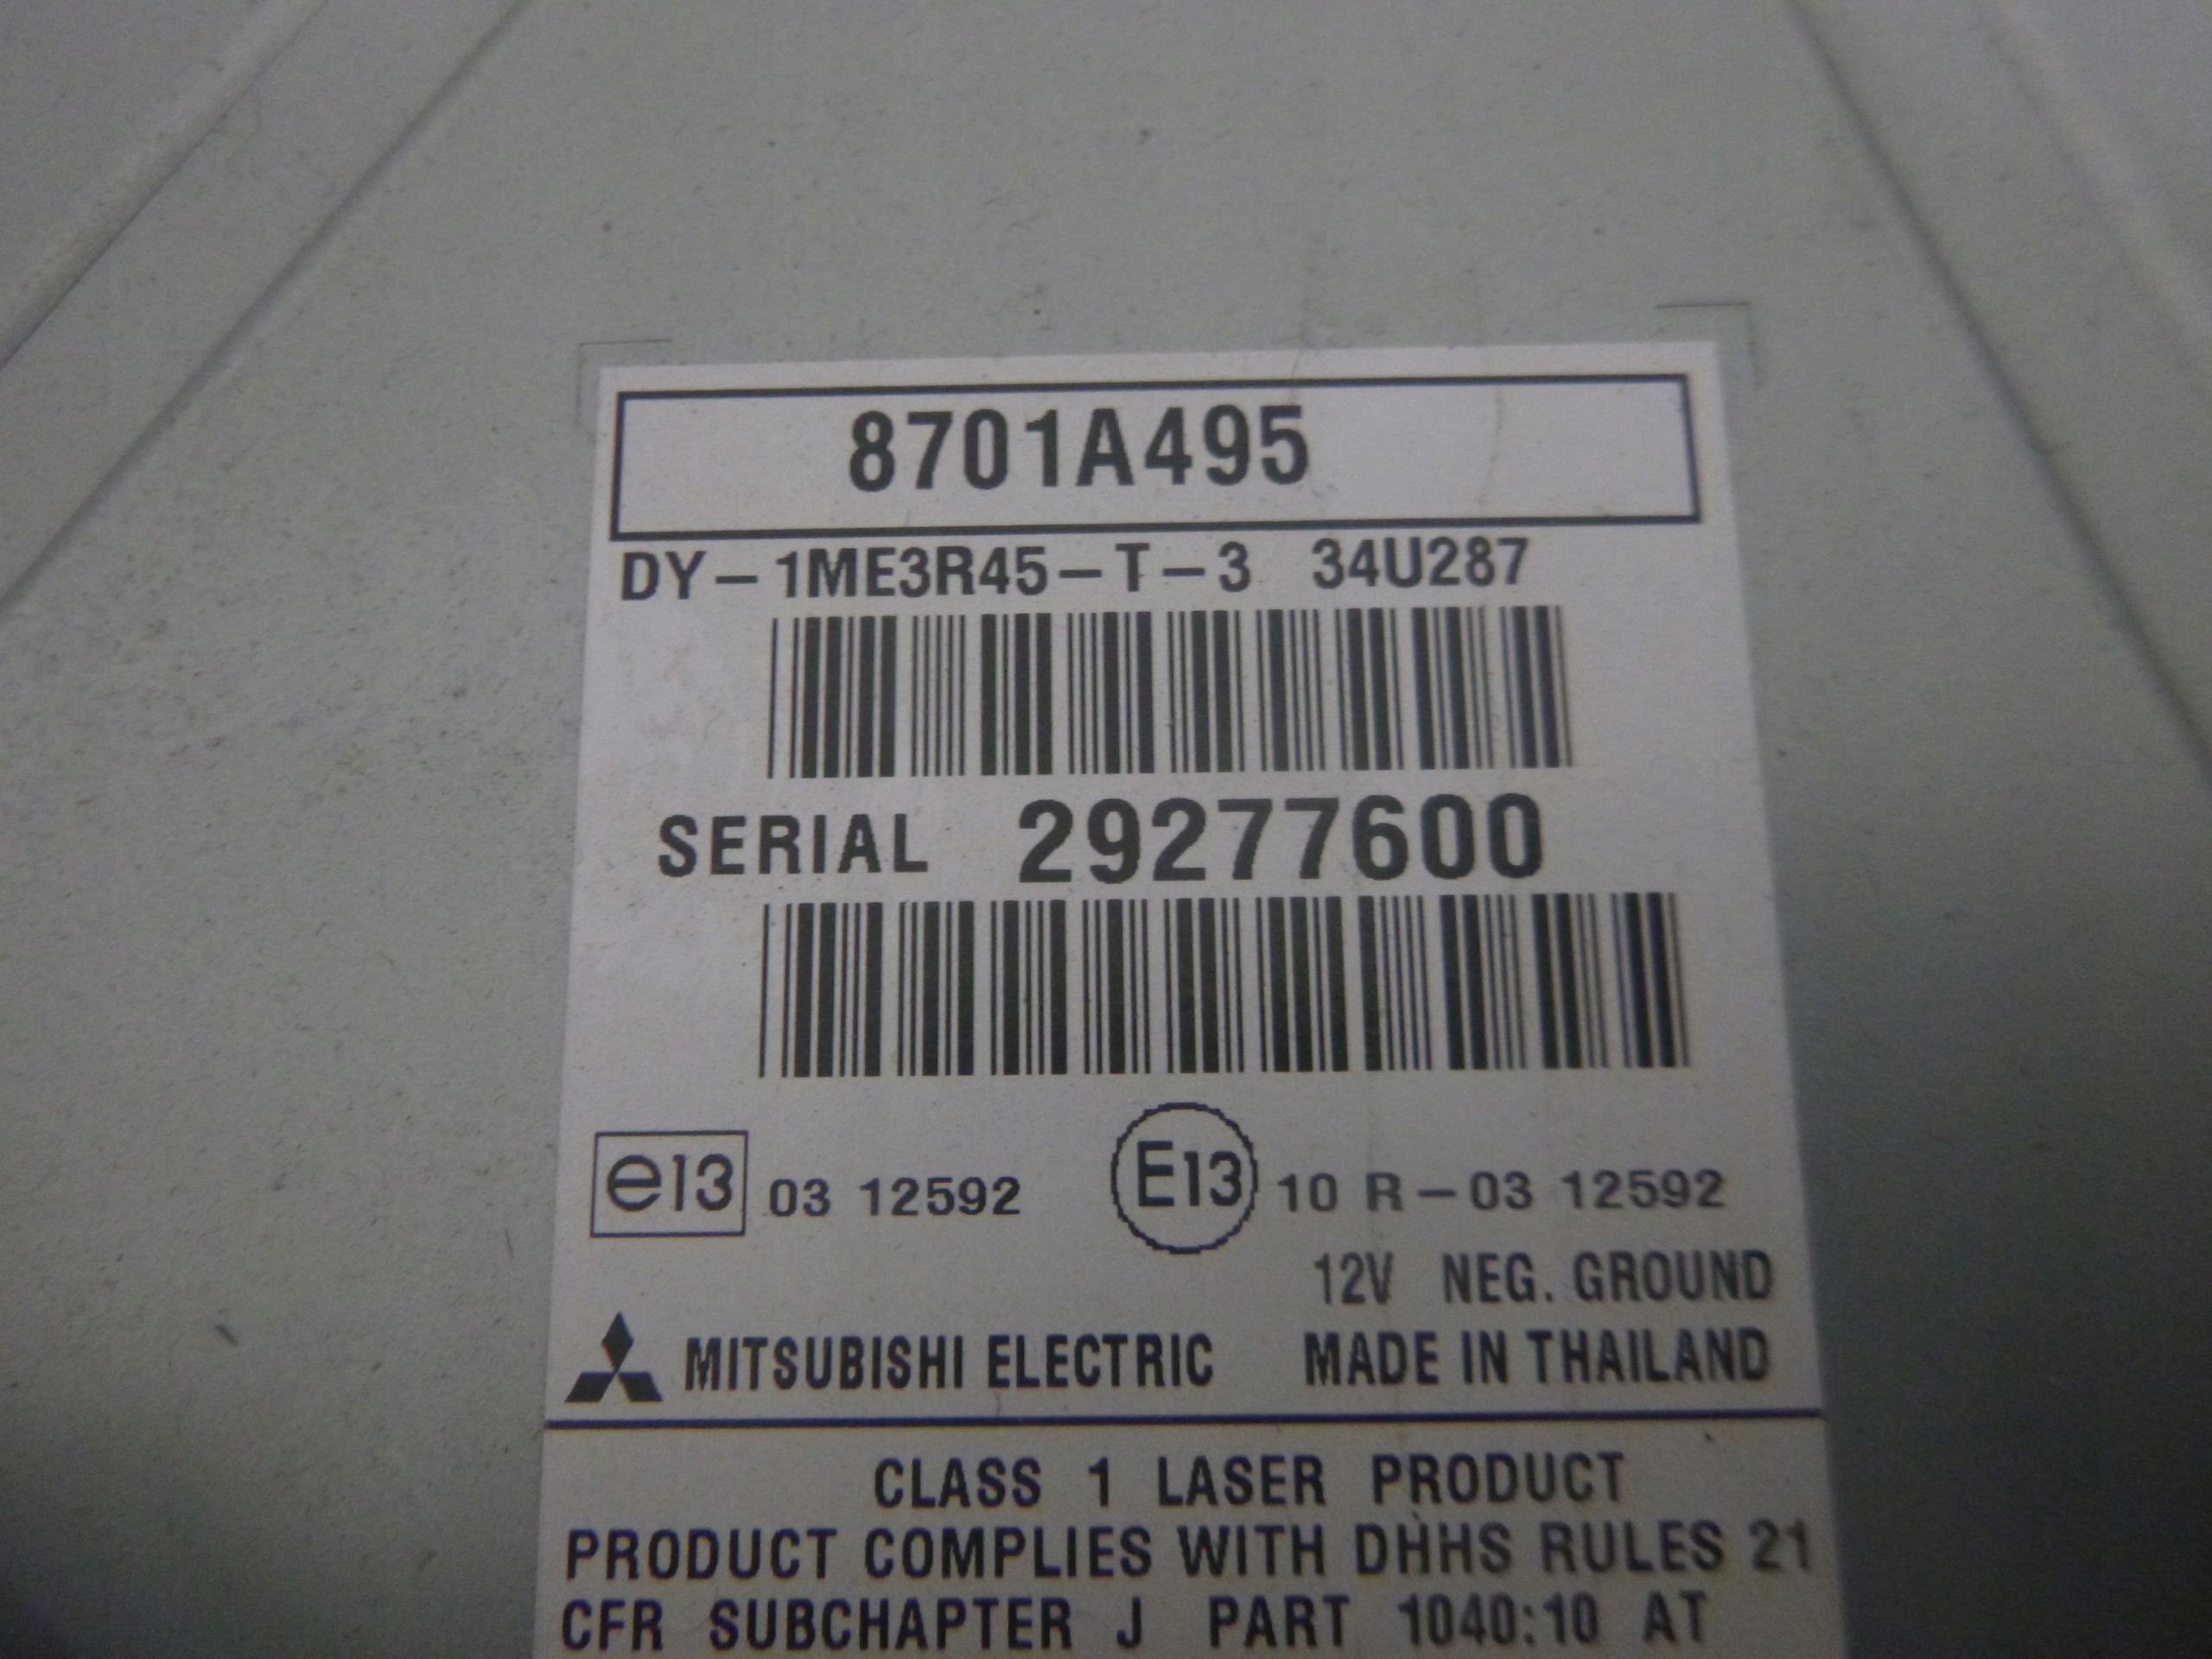 8701A495
DY-1ME3R45-T-3 34U287
SERIAL 29277600
e13 03 12592 E13 10 R-03 12592
12V NEG. GROUND
MITSUBISHI ELECTRIC MADE IN THAILAND
CLASS 1 LASER PRODUCT
PRODUCT COMPLIES WITH DHHS RULES 21
CFR SUBCHAPTER J PART 1040:10 AT